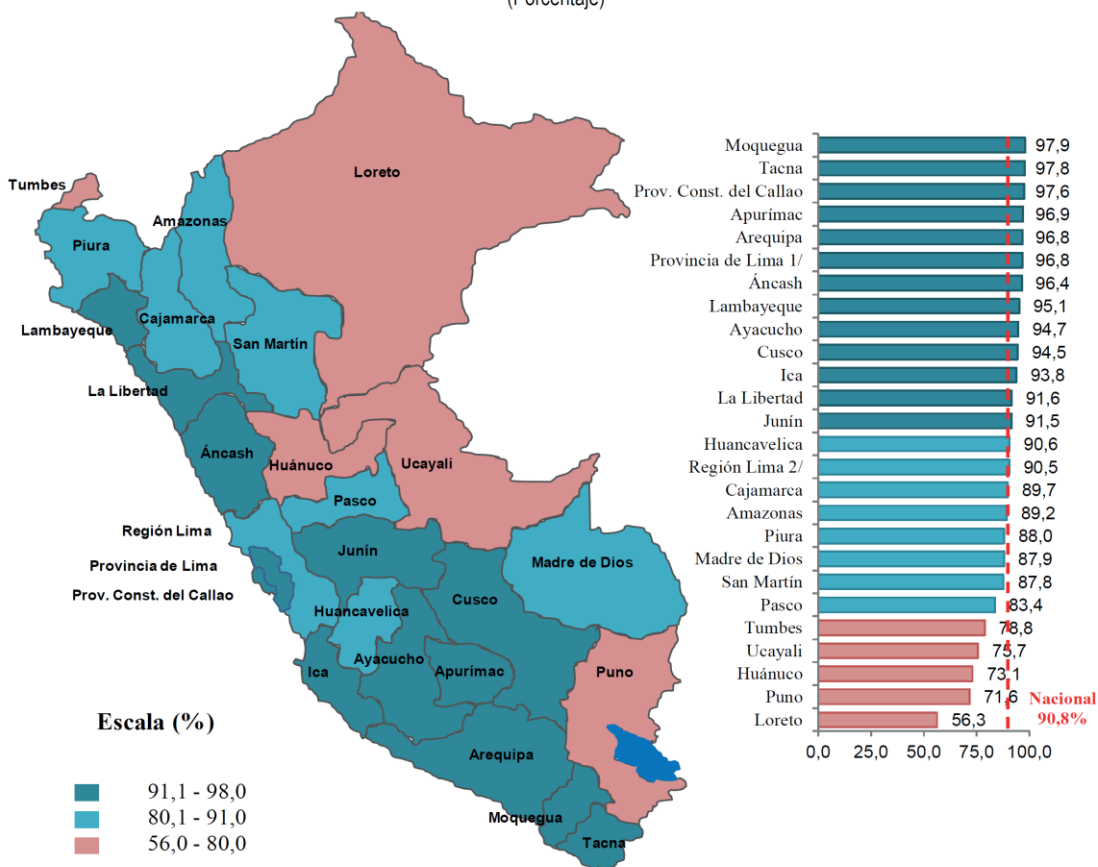 (Porcentaje)
Loreto
Tumbes
Amazonas
Piura
Lambayeque
Cajamarca
San Martín
La Libertad
Áncash
Huánuco
Ucayali
Pasco
Región Lima
Junín
Provincia de Lima
Madre de Dios
Prov. Const. del Callao
Cusco
Huancavelica
Ayacucho
Apurímac
Ica
Puno
Arequipa
Moquegua
Tacna
Escala (%)
91,1 - 98,0
80,1 - 91,0
56,0 - 80,0
Moquegua 97,9
Tacna 97,8
Prov. Const. del Callao 97,6
Apurímac 96,9
Arequipa 96,8
Provincia de Lima 1/ 96,8
Áncash 96,4
Lambayeque 95,1
Ayacucho 94,7
Cusco 94,5
Ica 93,8
La Libertad 91,6
Junín 91,5
Huancavelica 90,6
Región Lima 2/ 90,5
Cajamarca 89,7
Amazonas 89,2
Piura 88,0
Madre de Dios 87,9
San Martín 87,8
Pasco 83,4
Tumbes 78,8
Ucayali 75,7
Huánuco 73,1
Puno 71,6
Loreto 56,3
Nacional
90,8%
0,0 25,0 50,0 75,0 100,0